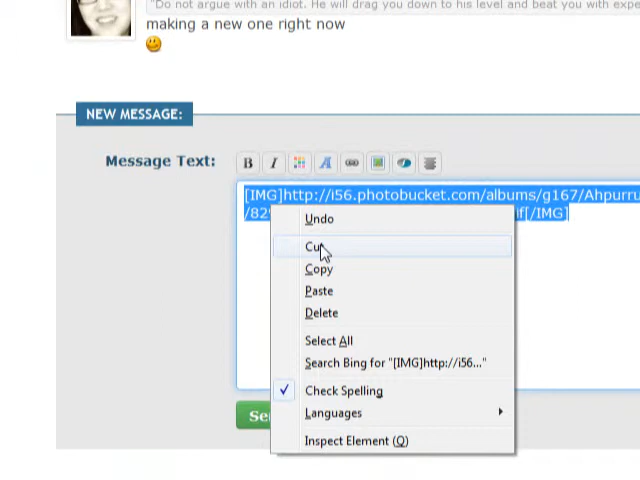 "Do not argue with an idiot. He will drag you down to his level and beat you with expe
making a new one right now
NEW MESSAGE:
Message Text:
B I A
[IMG]http://i56.photobucket.com/albums/g167/Ahpurru
/82 if[/IMG]
Undo
Cut
Copy
Paste
Delete
Select All
Search Bing for "[IMG]http://i56..."
Check Spelling
Languages
Inspect Element (Q)
Se